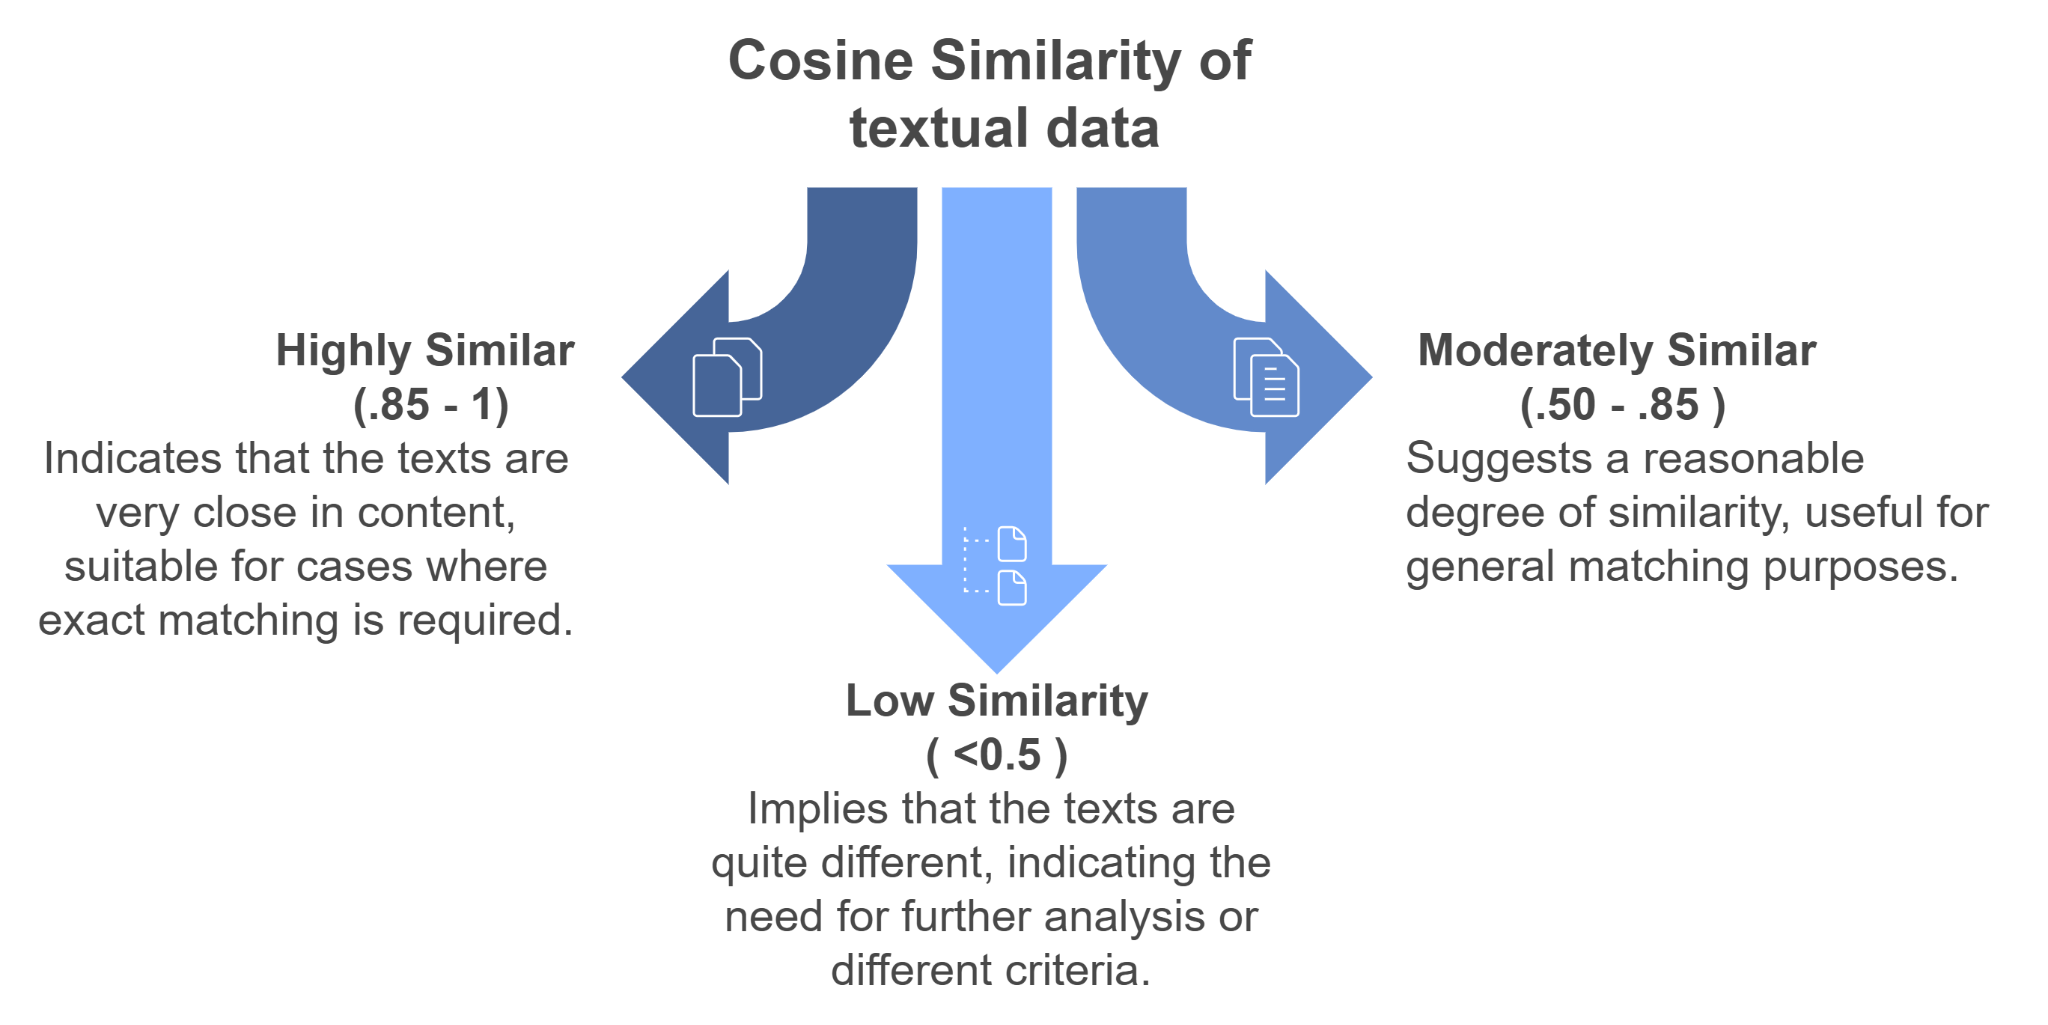 Cosine Similarity of
textual data
Highly Similar
(.85 - 1)
Indicates that the texts are
very close in content,
suitable for cases where
exact matching is required.
Moderately Similar
(.50 - .85 )
Suggests a reasonable
degree of similarity, useful for
general matching purposes.
Low Similarity
( <0.5 )
Implies that the texts are
quite different, indicating the
need for further analysis or
different criteria.